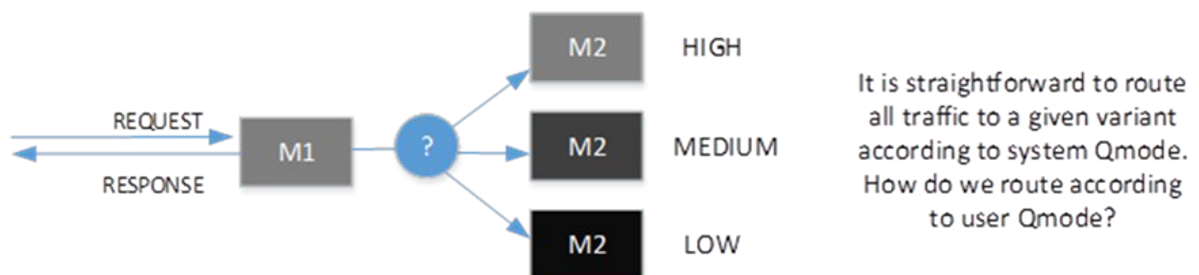 REQUEST
RESPONSE
M1
?
M2
HIGH
M2
MEDIUM
M2
LOW
It is straightforward to route
all traffic to a given variant
according to system Qmode.
How do we route according
to user Qmode?